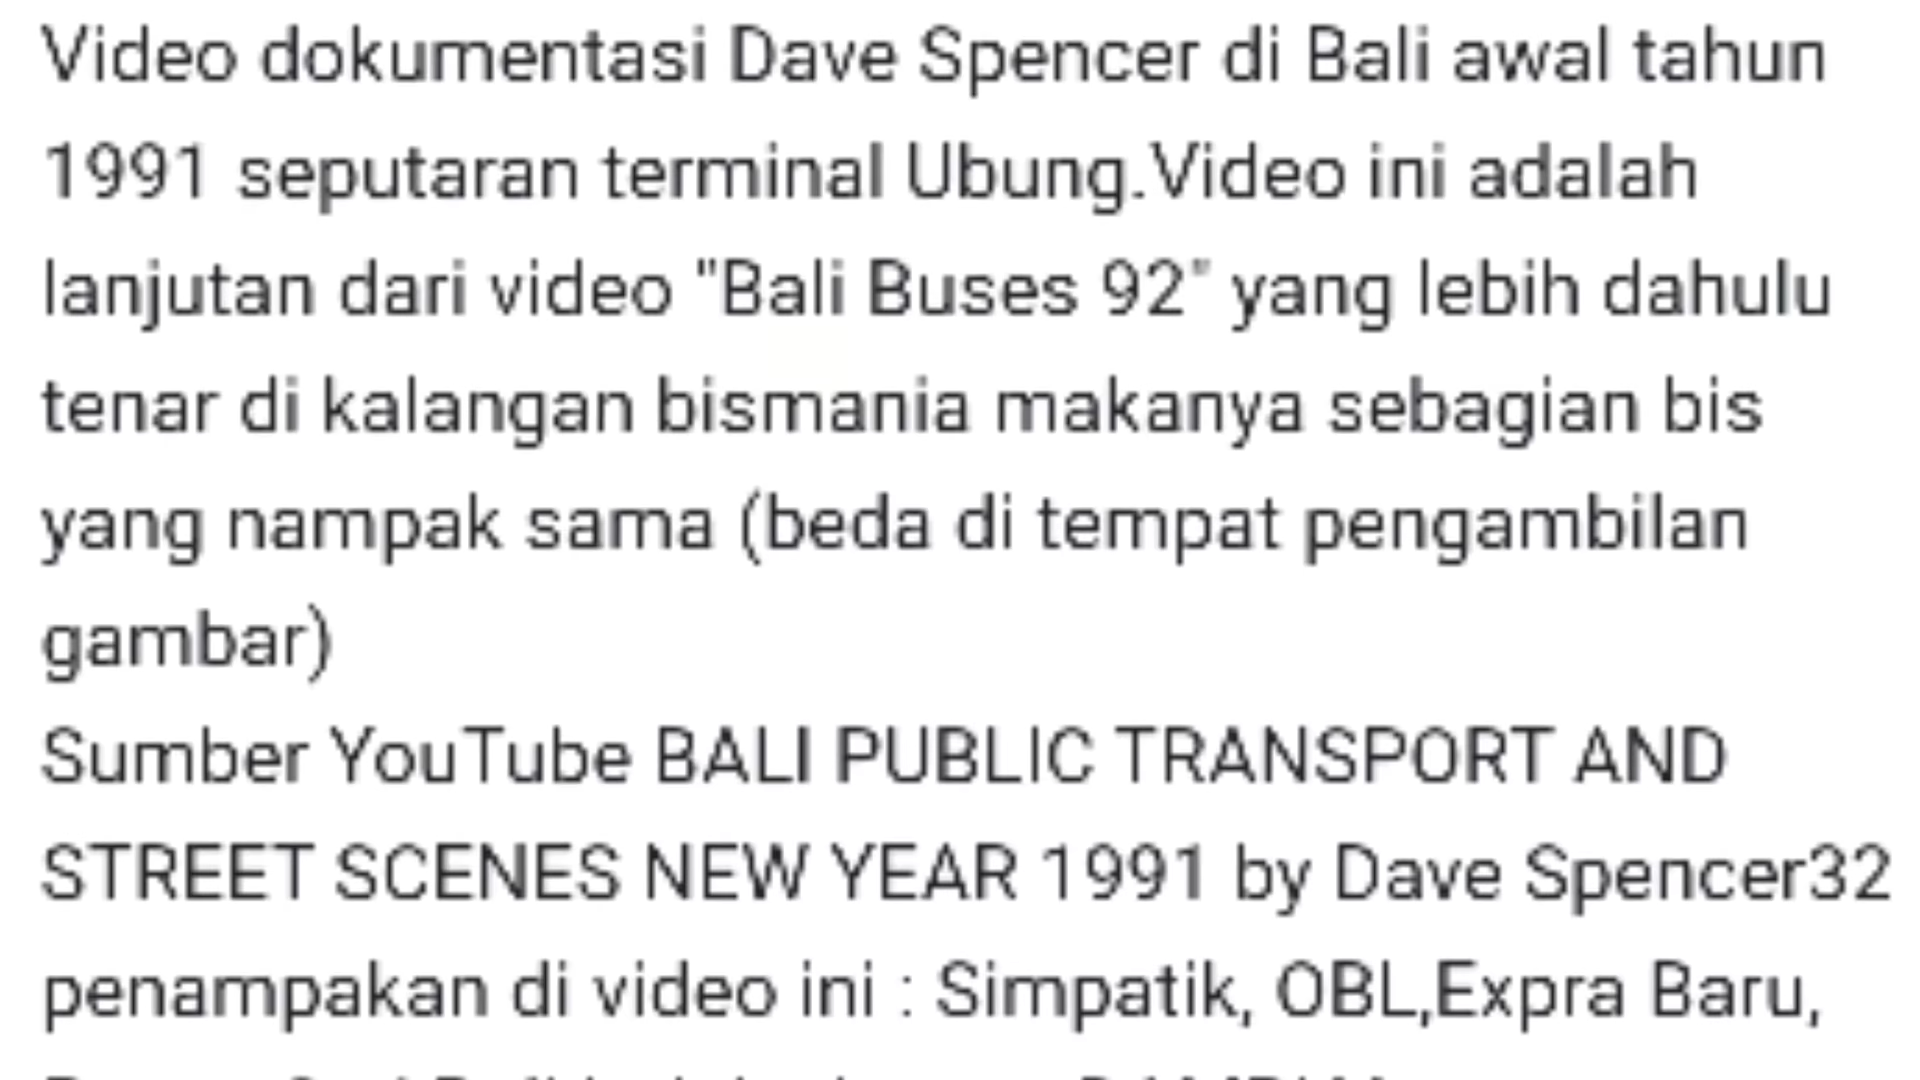 Video dokumentasi Dave Spencer di Bali awal tahun
1991 seputaran terminal Ubung.Video ini adalah
lanjutan dari video "Bali Buses 92" yang lebih dahulu
tenar di kalangan bismania makanya sebagian bis
yang nampak sama (beda di tempat pengambilan
gambar)
Sumber YouTube BALI PUBLIC TRANSPORT AND
STREET SCENES NEW YEAR 1991 by Dave Spencer32
penampakan di video ini : Simpatik, OBL,Expra Baru,